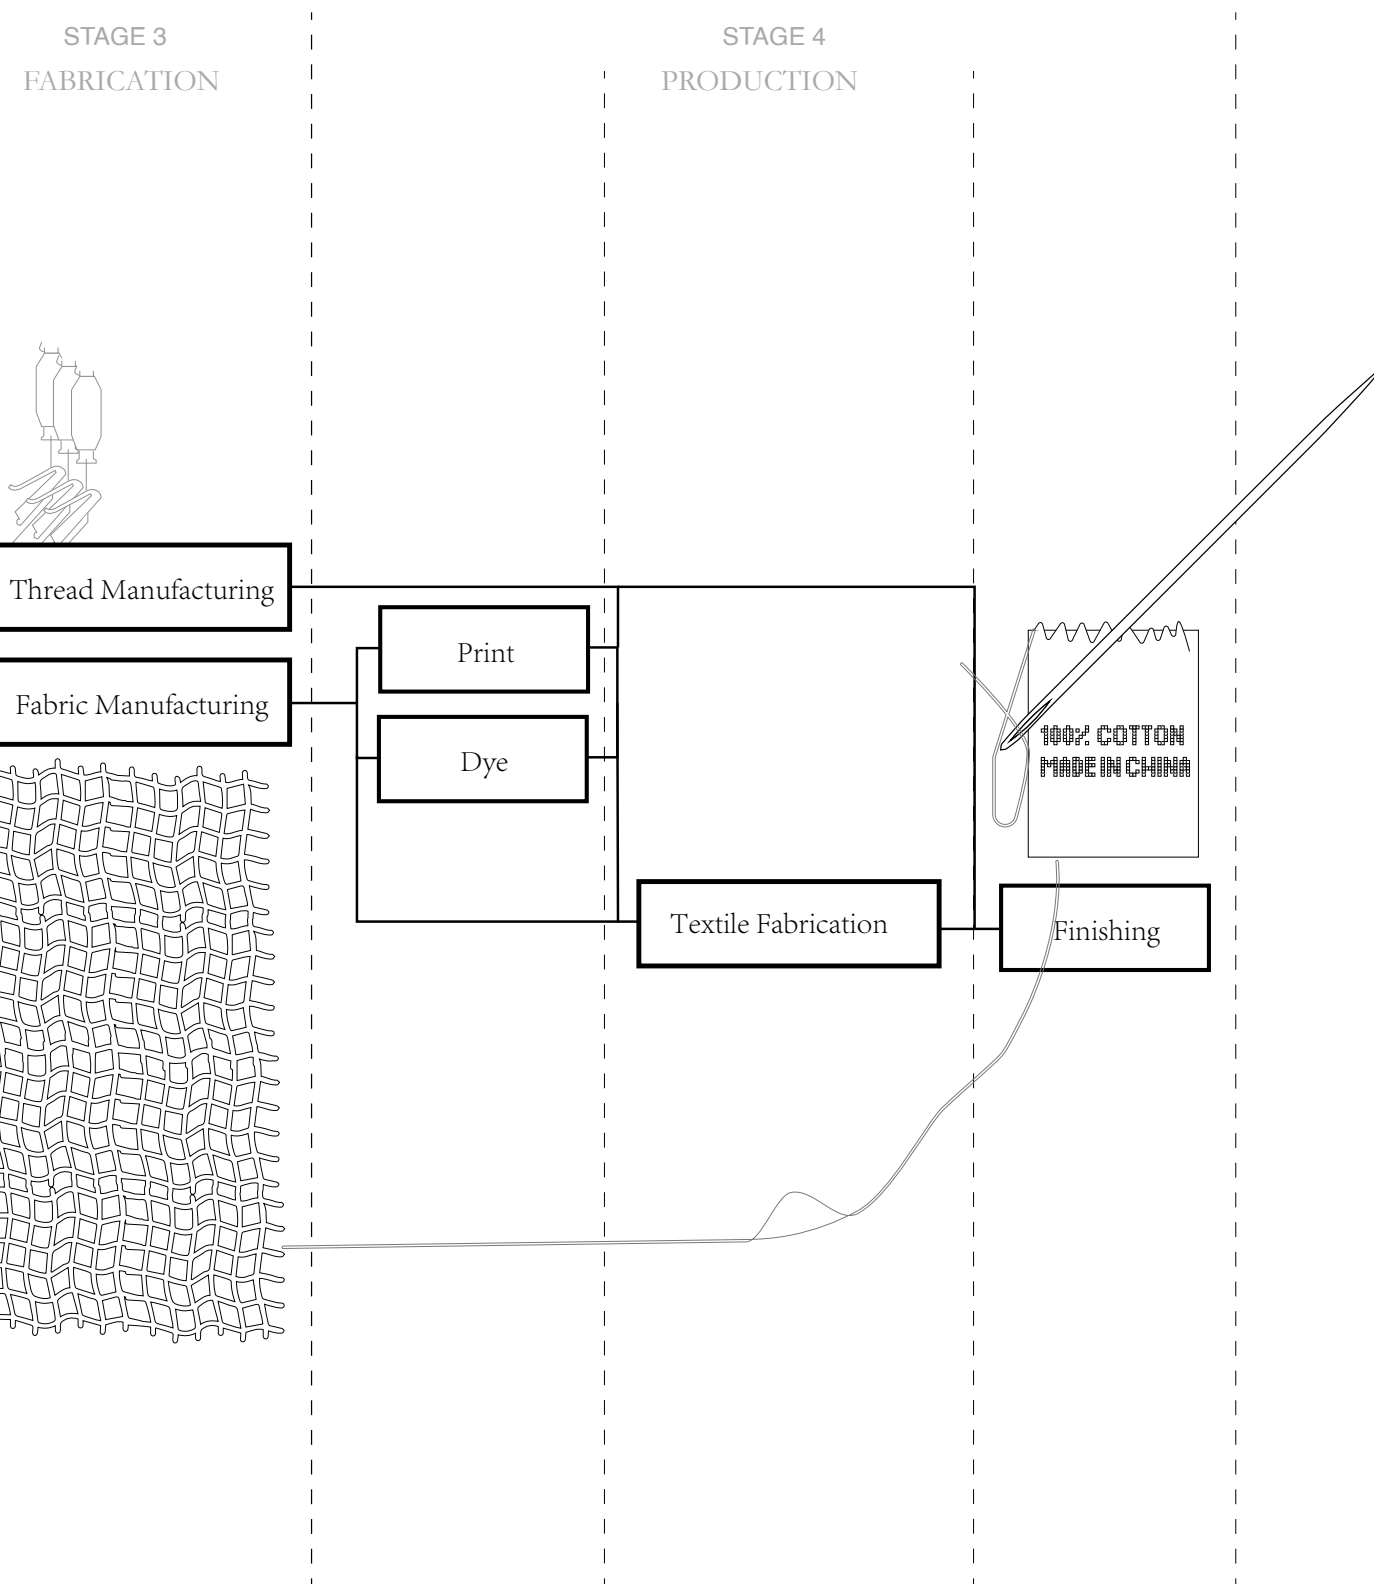 STAGE 3
FABRICATION
STAGE 4
PRODUCTION
Thread Manufacturing
Fabric Manufacturing
Print
Dye
Textile Fabrication
100% COTTON
MADE IN CHINA
Finishing